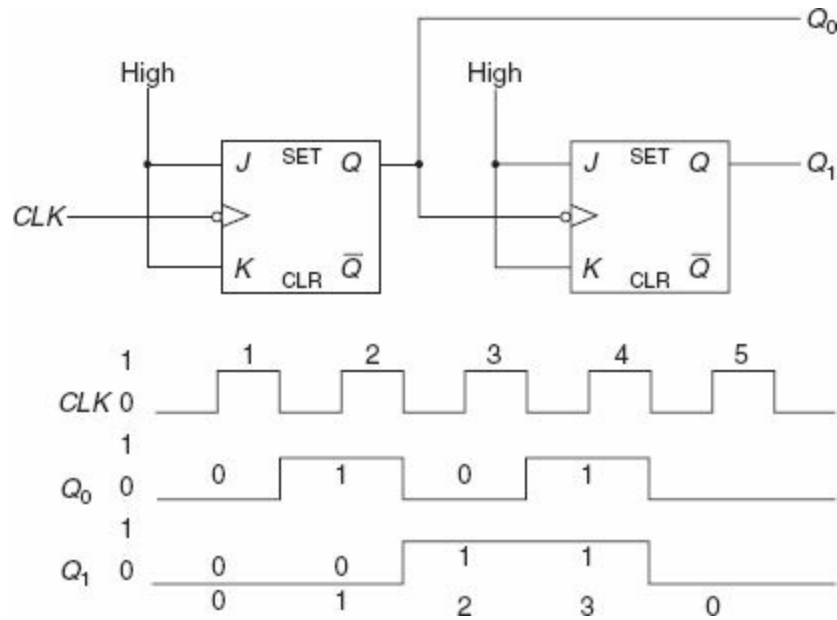 Q0
High High
J SET Q J SET Q Q1
CLK
K CLR Q̅ K CLR Q̅
1 1 2 3 4 5
CLK 0
1
Q0 0 0 1 0 1
1
Q1 0 0 0 1 1
0 1 2 3 0